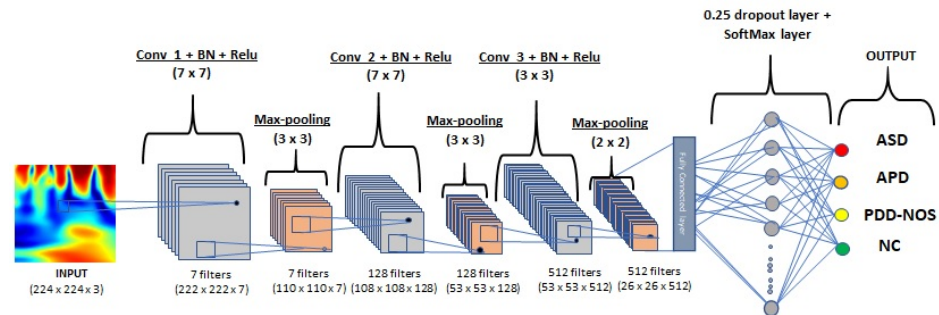 0.25 dropout layer +
SoftMax layer
Conv 1 + BN + Relu
(7 x 7)
Conv 2 + BN + Relu
(7 x 7)
Conv 3 + BN + Relu
(3 x 3)
OUTPUT
Max-pooling
(3 x 3)
Max-pooling
(3 x 3)
Max-pooling
(2 x 2)
Fully Connected layer
ASD
APD
PDD-NOS
NC
INPUT
(224 x 224 x 3)
7 filters
(222 x 222 x 7)
7 filters
(110 x 110 x 7)
128 filters
(108 x 108 x 128)
128 filters
(53 x 53 x 128)
512 filters
(53 x 53 x 512)
512 filters
(26 x 26 x 512)